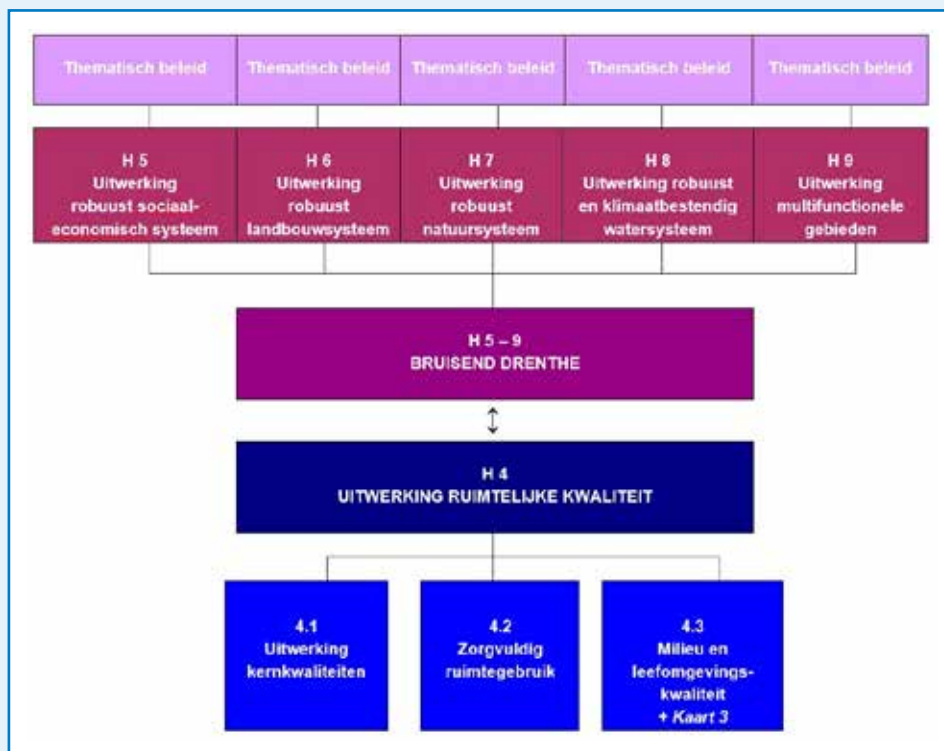 Thematisch beleid
Thematisch beleid
Thematisch beleid
Thematisch beleid
Thematisch beleid
H 5
Uitwerking
robuust sociaal-
economisch systeem
H 6
Uitwerking
robuust
landbouwsysteem
H 7
Uitwerking
robuust
natuursysteem
H 8
Uitwerking robuust
en klimaatbestendig
watersysteem
H 9
Uitwerking
multifunctionele
gebieden
H 5 – 9
BRUISEND DRENTHE
H 4
UITWERKING RUIMTELIJKE KWALITEIT
4.1
Uitwerking
kernkwaliteiten
4.2
Zorgvuldig
ruimtegebruik
4.3
Milieu en
leefomgevings-
kwaliteit
+ Kaart 3